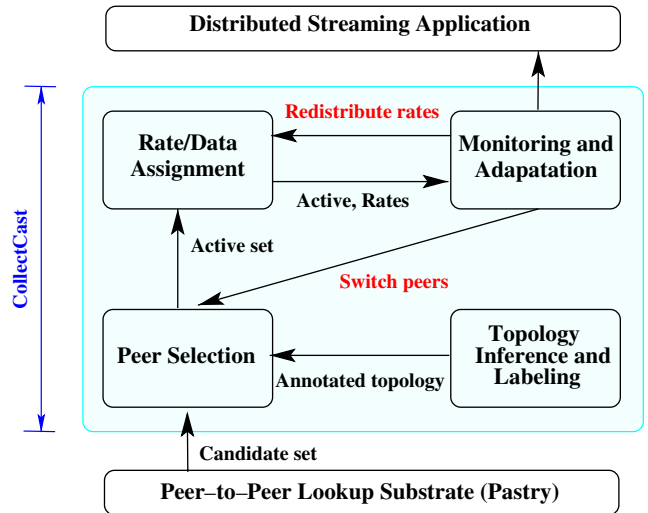 Distributed Streaming Application
Redistribute rates
Rate/Data
Assignment
Monitoring and
Adapatation
Active, Rates
CollectCast
Active set
Switch peers
Peer Selection
Topology
Inference and
Labeling
Annotated topology
Candidate set
Peer–to–Peer Lookup Substrate (Pastry)